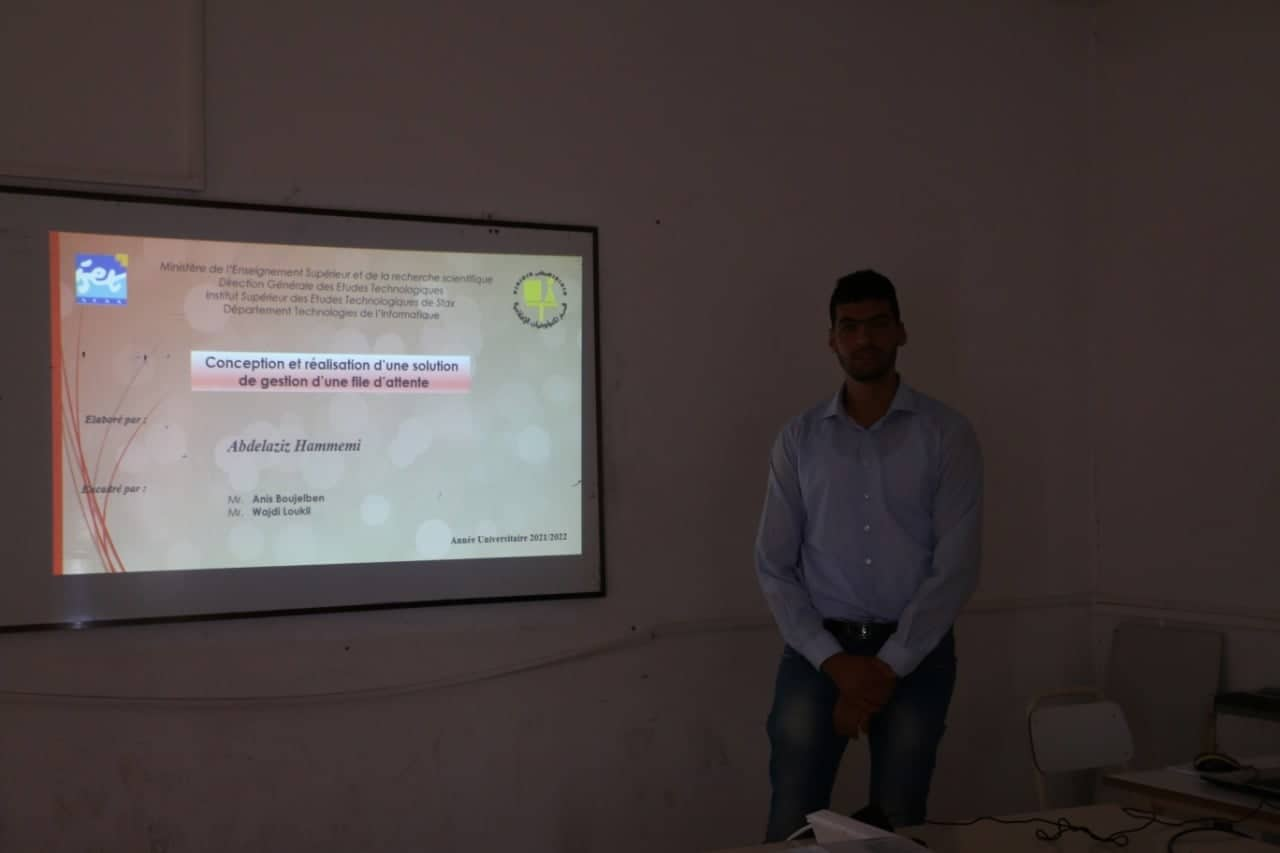 Ministère de l'Enseignement Supérieur et de la recherche scientifique
Direction Générale des Etudes Technologiques
Institut Supérieur des Etudes Technologiques de Sfax
Département Technologies de l'Informatique
Conception et réalisation d'une solution
de gestion d'une file d'attente
Elaboré par :
Abdelaziz Hammemi
Encadré par :
Mr. Anis Boujelben
Mr. Wajdi Loukil
Année Universitaire 2021/2022